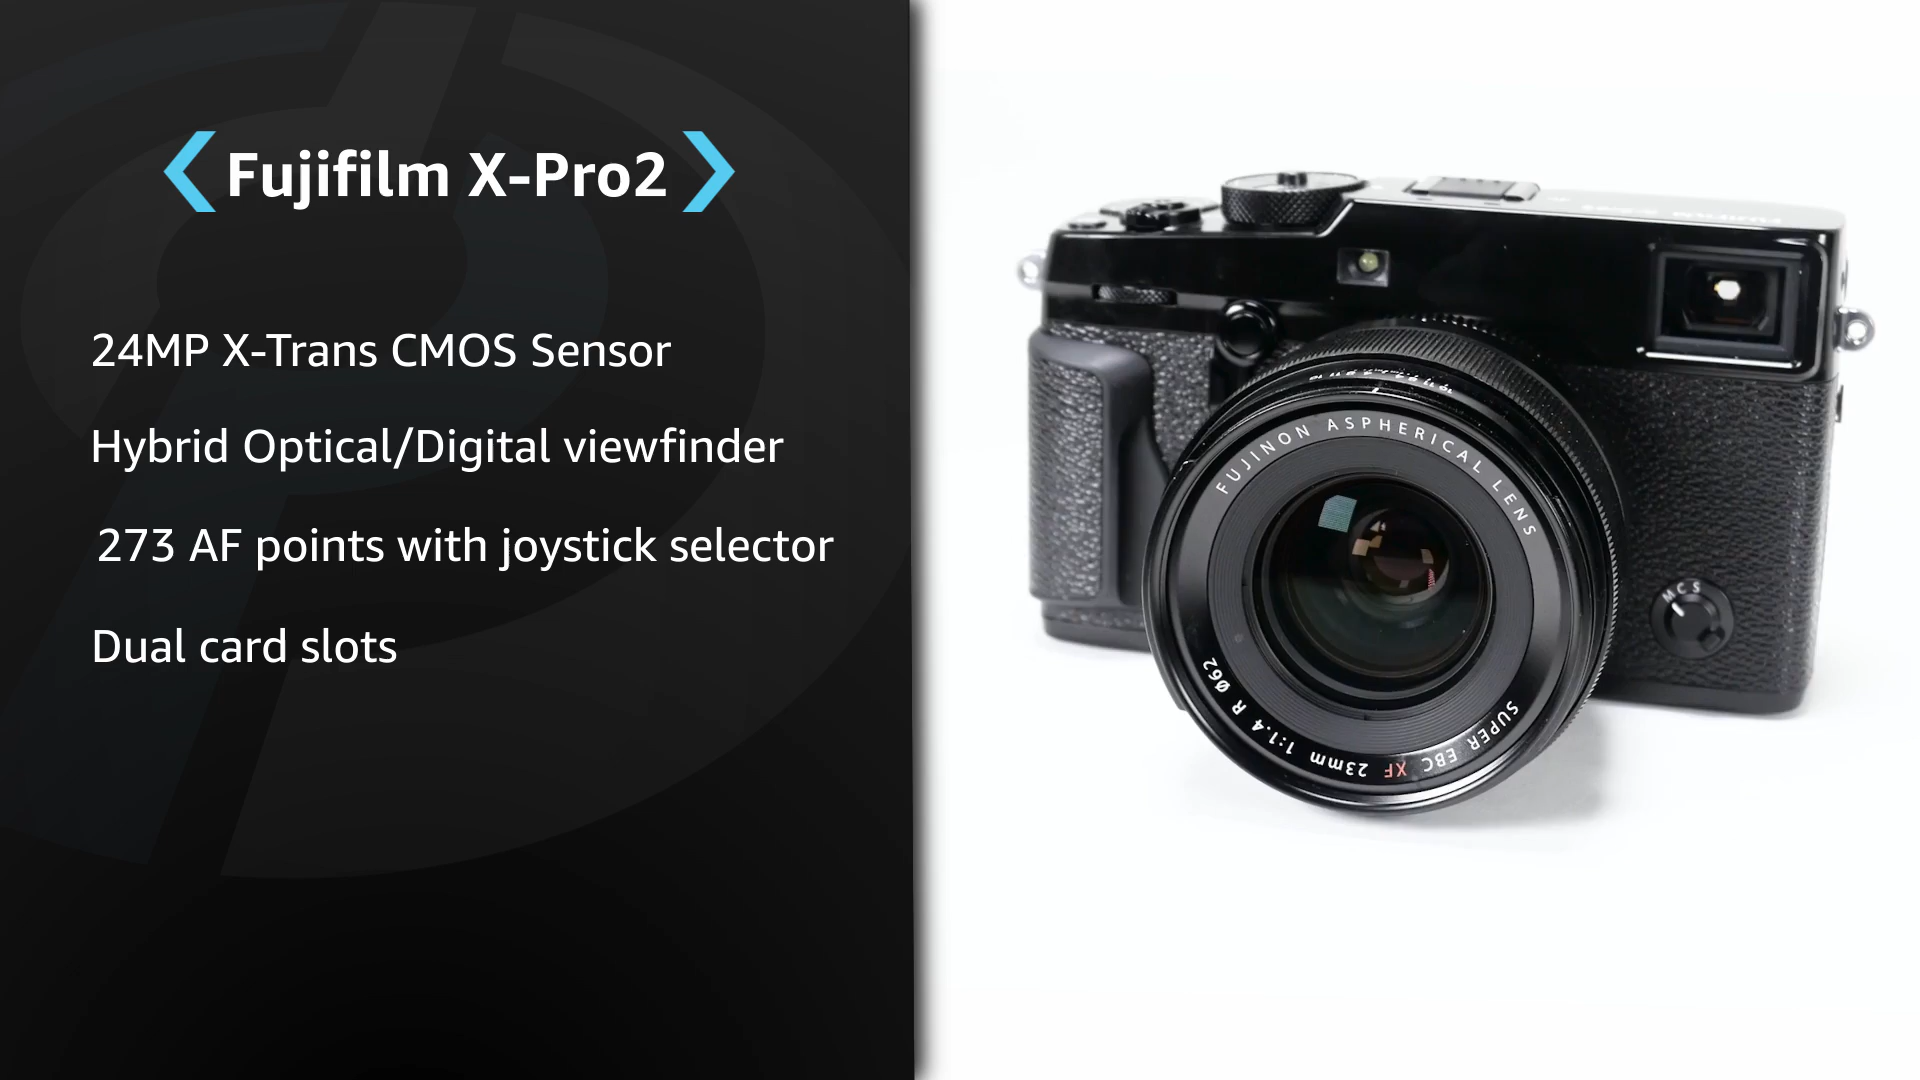 Fujifilm X-Pro2
24MP X-Trans CMOS Sensor
Hybrid Optical/Digital viewfinder
273 AF points with joystick selector
Dual card slots
FUJINON ASPHERICAL LENS
SUPER EBC XF 23mm 1:1.4 R Ø62
M C S